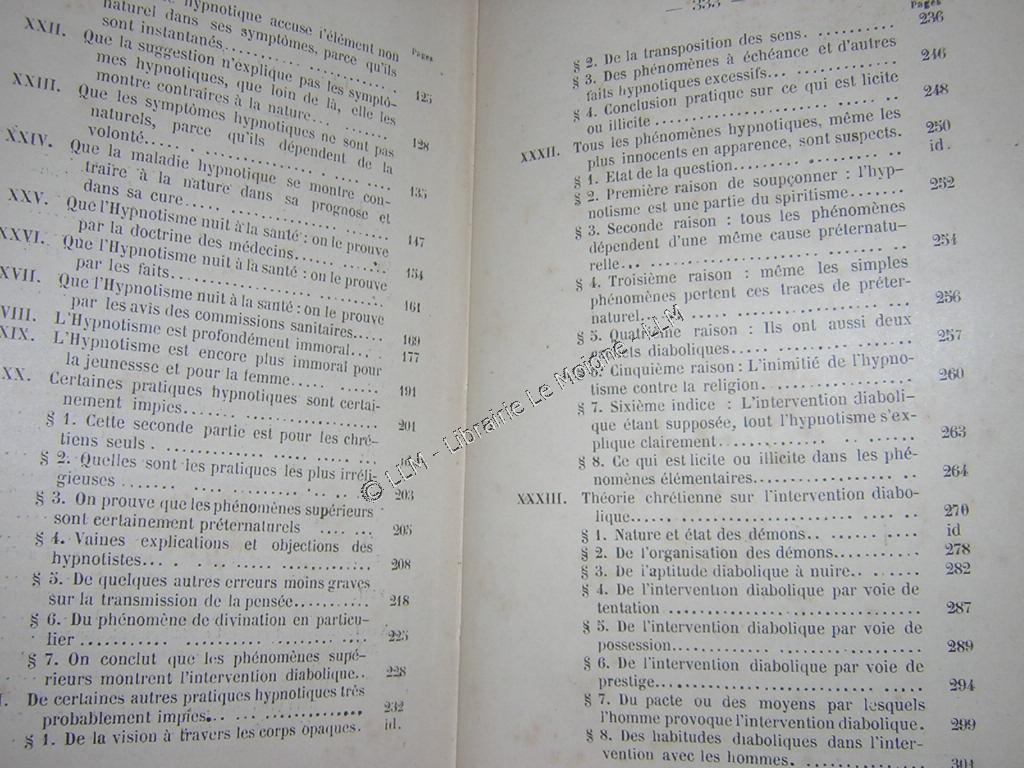 hypnotique accuse l'élément non
naturel dans ses symptômes, parce qu'ils
sont instantanés.................... 125
XXII. Que la suggestion n'explique pas les symptô-
mes hypnotiques, que loin de là, elle les
montre contraires à la nature... ....... 128
XXIII. Que les symptômes hypnotiques ne sont pas
naturels, parce qu'ils dépendent de la
volonté..... 135
XXIV. Que la maladie hypnotique se montre con-
traire à la nature dans sa prognose et
dans sa cure..... 147
XXV. Que l'Hypnotisme nuit à la santé : on le prouve
par la doctrine des médecins.......... 154
XXVI. Que l'Hypnotisme nuit à la santé : on le prouve
par les faits.................... 161
XVII. Que l'Hypnotisme nuit à la santé : on le prouve
par les avis des commissions sanitaires..... 169
VIII. L'Hypnotisme est profondément immoral... 177
XIX. L'Hypnotisme est encore plus immoral pour
la jeunessse et pour la femme..... ...... 191
XX. Certaines pratiques hypnotiques sont certai-
nement impies.................... 201
§ 1. Cette seconde partie est pour les chré-
tiens seuls . ....................
§ 2. Quelles sont les pratiques les plus irréli-
gieuses .................... 203
§ 3. On prouve que les phénomènes supérieurs
sont certainement préternaturels ........ 205
§ 4. Vaines explications et objections des
hypnotistes... . .................. 208
§ 5. De quelques autres erreurs moins graves
sur la transmission de la pensée........... 218
§ 6. Du phénomène de divination en particu-
lier .................... 225
§ 7. On conclut que les phénomènes supé-
rieurs montrent l'intervention diabolique.. 228
I. De certaines autres pratiques hypnotiques très
probablement impies.................... 232
§ 1. De la vision à travers les corps opaques. id.
— 333 —
Pages
§ 2. De la transposition des sens. .......... 236
§ 3. Des phénomènes à échéance et d'autres
faits hypnotiques excessifs... .......... 246
§ 4. Conclusion pratique sur ce qui est licite
ou illicite .................... 248
XXXII. Tous les phénomènes hypnotiques, même les
plus innocents en apparence, sont suspects. 250
§ 1. Etat de la question.................... id.
§ 2. Première raison de soupçonner : l'hyp-
notisme est une partie du spiritisme....... 252
§ 3. Seconde raison : tous les phénomènes
dépendent d'une même cause préternatu-
relle.................... 254
§ 4. Troisième raison : même les simples
phénomènes portent ces traces de préter-
naturel.................... 256
§ 5. Quatrième raison : Ils ont aussi deux
effets diaboliques.................... 257
§ 6. Cinquième raison : L'inimitié de l'hypno-
tisme contre la religion.................... 260
§ 7. Sixième indice : L'intervention diaboli-
que étant supposée, tout l'hypnotisme s'ex-
plique clairement.................... 263
§ 8. Ce qui est licite ou illicite dans les phé-
nomènes élémentaires.................... 264
XXXIII. Théorie chrétienne sur l'intervention diabo-
lique.................... 270
§ 1. Nature et état des démons.............. id
§ 2. De l'organisation des démons............ 278
§ 3. De l'aptitude diabolique à nuire.. .. ..... 282
§ 4. De l'intervention diabolique par voie de
tentation .................... 287
§ 5. De l'intervention diabolique par voie de
possession.................... 289
§ 6. De l'intervention diabolique par voie de
prestige.................... 294
§ 7. Du pacte ou des moyens par lesquels
l'homme provoque l'intervention diabolique. 299
§ 8. Des habitudes diaboliques dans l'inter-
vention avec les hommes. .............. 304
© LLM - Librairie Le Moigne - LLM